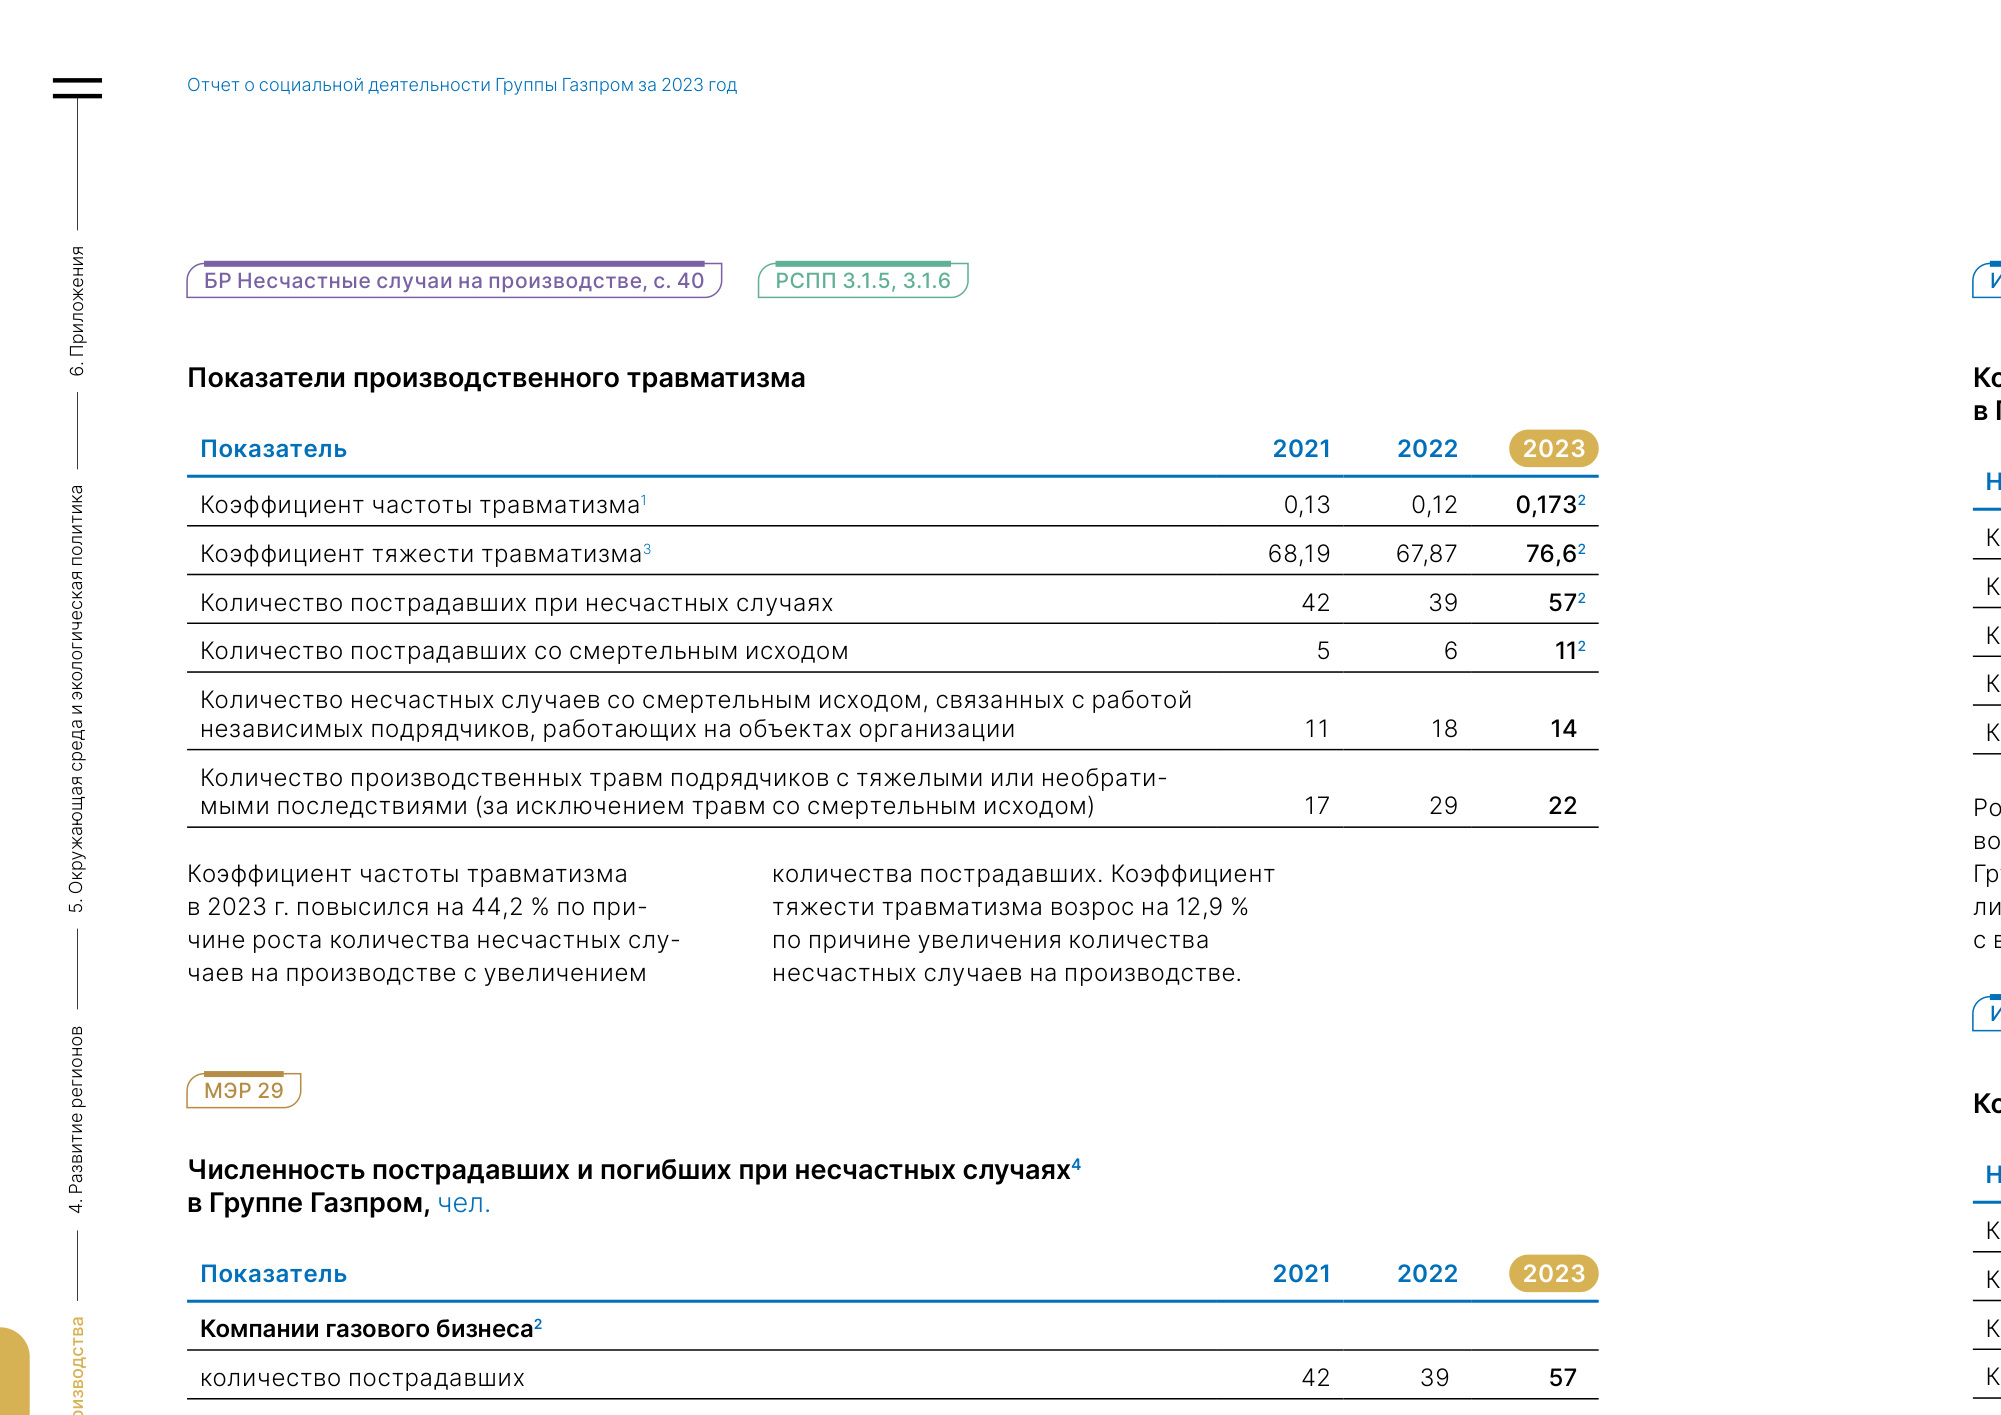 Отчет о социальной деятельности Группы Газпром за 2023 год
6. Приложения
5. Окружающая среда и экологическая политика
4. Развитие регионов
БР Несчастные случаи на производстве, с. 40
РСПП 3.1.5, 3.1.6
Показатели производственного травматизма
Показатель 2021 2022 2023
Коэффициент частоты травматизма¹ 0,13 0,12 0,173²
Коэффициент тяжести травматизма³ 68,19 67,87 76,6²
Количество пострадавших при несчастных случаях 42 39 57²
Количество пострадавших со смертельным исходом 5 6 11²
Количество несчастных случаев со смертельным исходом, связанных с работой
независимых подрядчиков, работающих на объектах организации 11 18 14
Количество производственных травм подрядчиков с тяжелыми или необрати-
мыми последствиями (за исключением травм со смертельным исходом) 17 29 22
Коэффициент частоты травматизма
в 2023 г. повысился на 44,2 % по при-
чине роста количества несчастных слу-
чаев на производстве с увеличением
количества пострадавших. Коэффициент
тяжести травматизма возрос на 12,9 %
по причине увеличения количества
несчастных случаев на производстве.
МЭР 29
Численность пострадавших и погибших при несчастных случаях⁴
в Группе Газпром, чел.
Показатель 2021 2022 2023
Компании газового бизнеса²
количество пострадавших 42 39 57